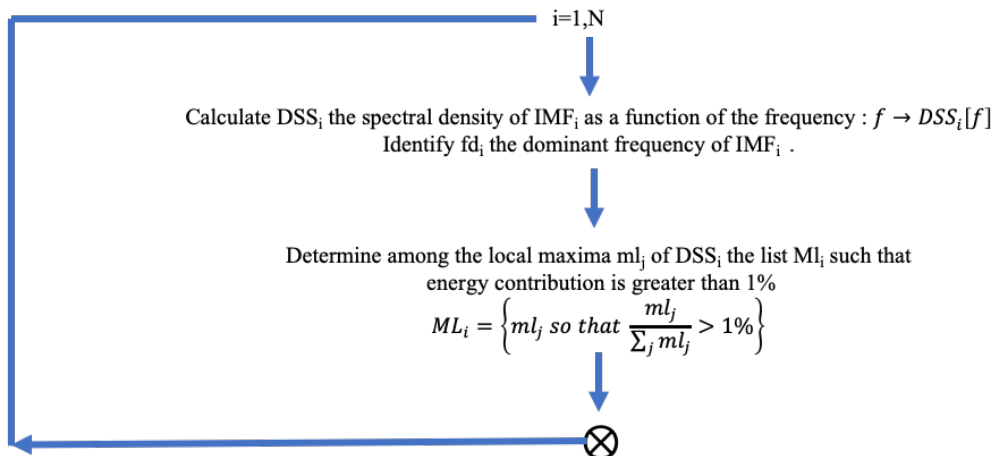 i=1,N
Calculate DSSᵢ the spectral density of IMFᵢ as a function of the frequency : 𝑓 → 𝐷𝑆𝑆ᵢ[𝑓]
Identify fdᵢ the dominant frequency of IMFᵢ .
Determine among the local maxima mlⱼ of DSSᵢ the list Mlᵢ such that
energy contribution is greater than 1%
𝑀𝐿ᵢ = {𝑚𝑙ⱼ 𝑠𝑜 𝑡ℎ𝑎𝑡 𝑚𝑙ⱼ / ∑ⱼ 𝑚𝑙ⱼ > 1%}